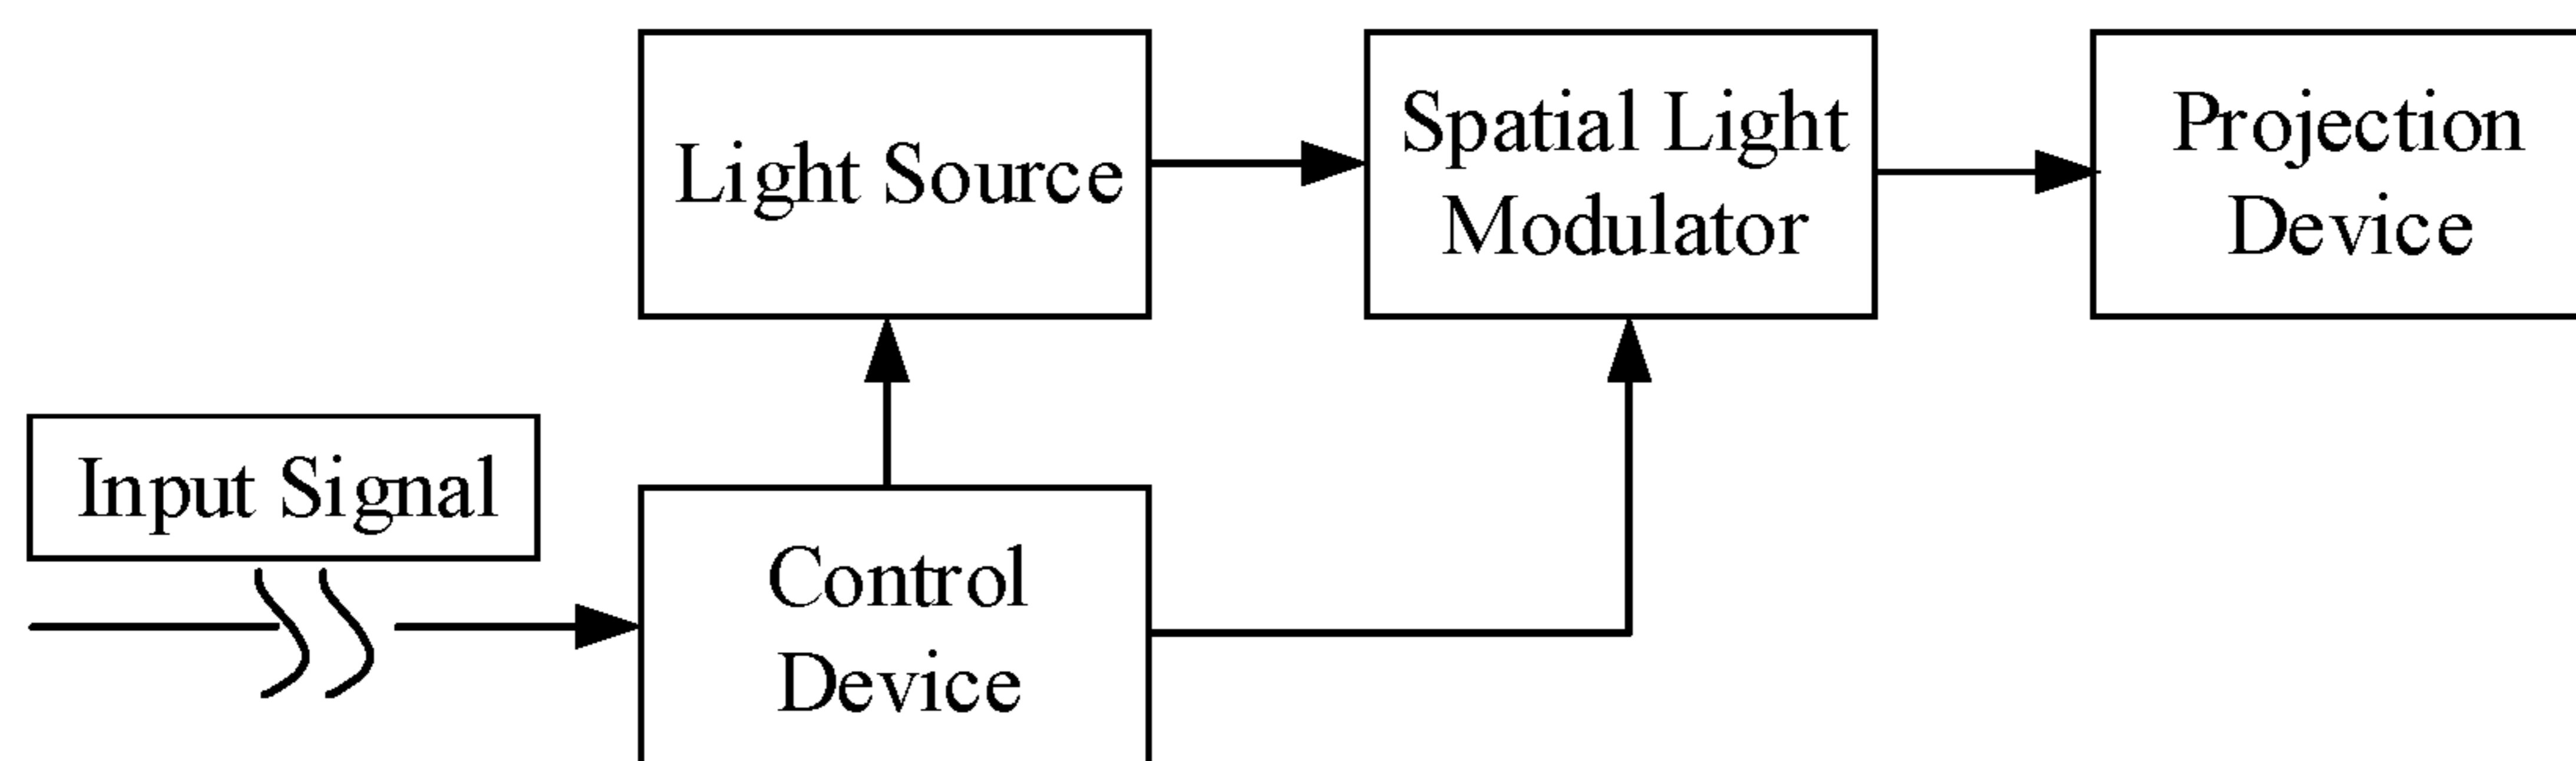 Light Source
Spatial Light
Modulator
Projection
Device
Input Signal
Control
Device